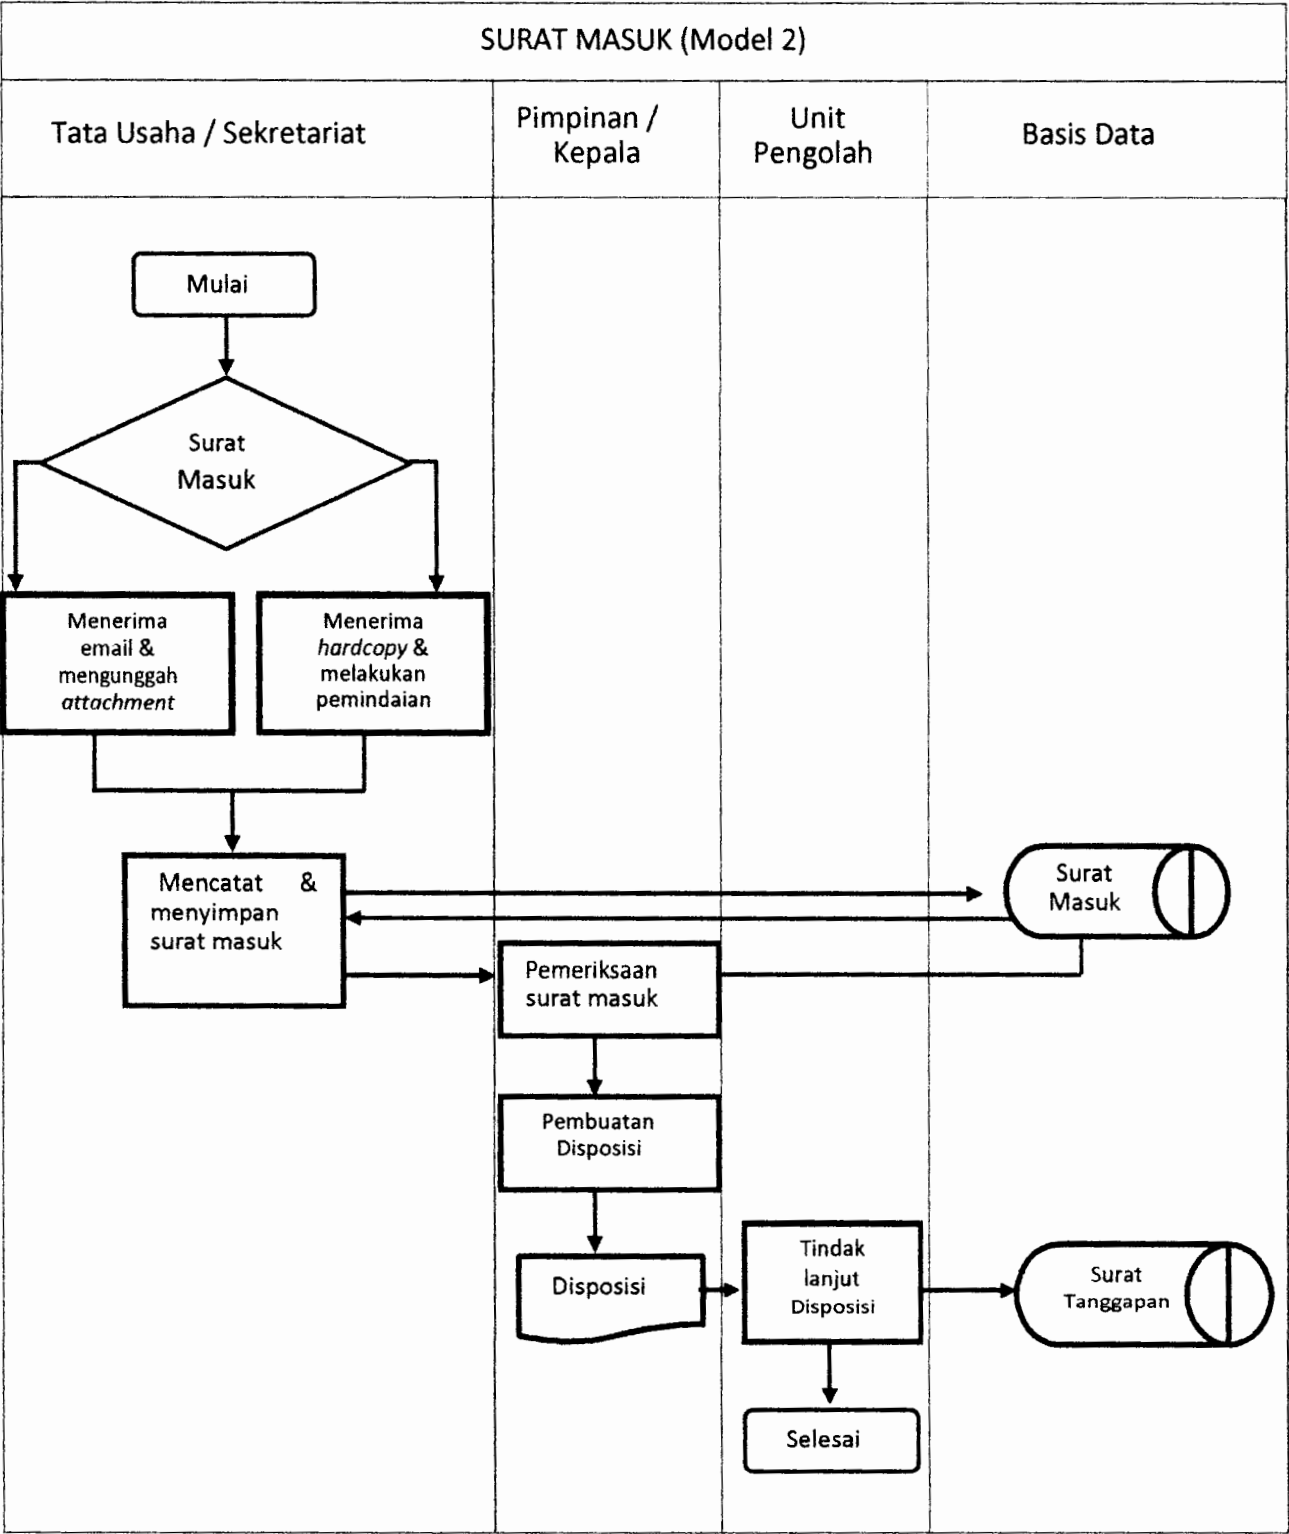 SURAT MASUK (Model 2)
Tata Usaha / Sekretariat
Pimpinan /
Kepala
Unit
Pengolah
Basis Data
Mulai
Surat
Masuk
Menerima
email &
mengunggah
attachment
Menerima
hardcopy &
melakukan
pemindaian
Mencatat &
menyimpan
surat masuk
Surat
Masuk
Pemeriksaan
surat masuk
Pembuatan
Disposisi
Disposisi
Tindak
lanjut
Disposisi
Surat
Tanggapan
Selesai